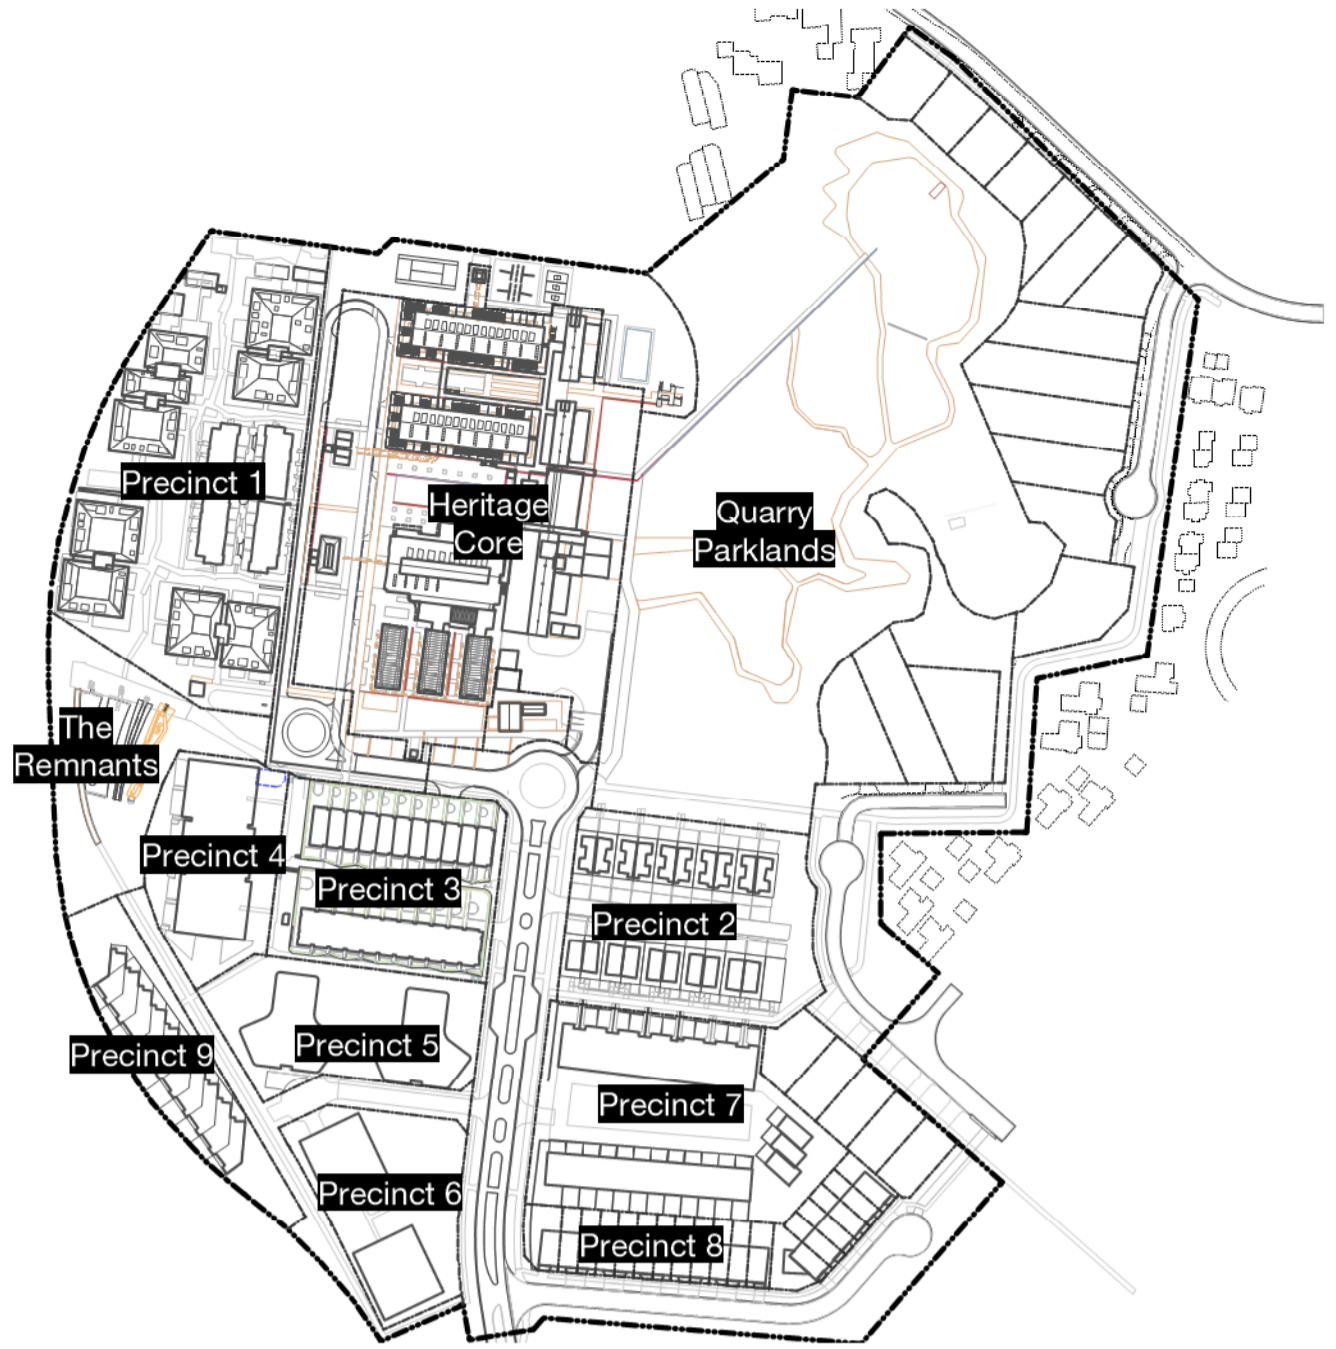 Precinct 1
Heritage
Core
Quarry
Parklands
The
Remnants
Precinct 4
Precinct 3
Precinct 2
Precinct 9
Precinct 5
Precinct 7
Precinct 6
Precinct 8